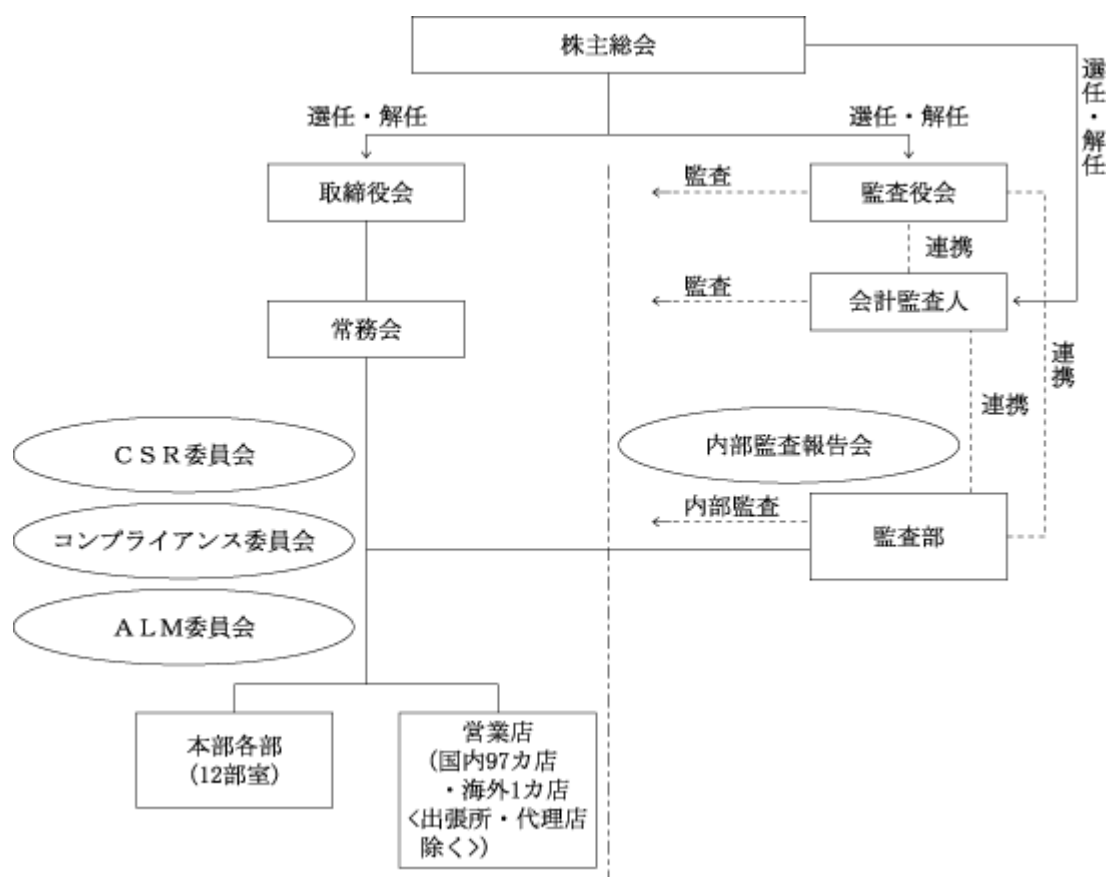 株主総会
選任・解任
選任・解任
選任・解任
取締役会
監査
監査役会
連携
常務会
監査
会計監査人
連携
連携
CSR委員会
内部監査報告会
コンプライアンス委員会
内部監査
監査部
ALM委員会
本部各部
(12部室)
営業店
(国内97カ店
・海外1カ店
<出張所・代理店
除く>)